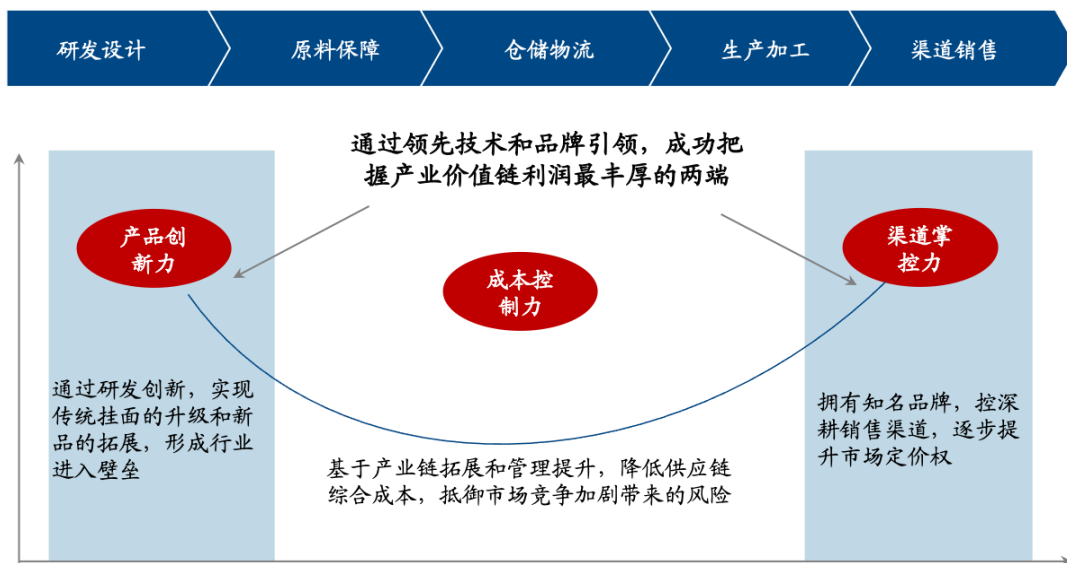 研发设计
原料保障
仓储物流
生产加工
渠道销售
通过领先技术和品牌引领，成功把
握产业价值链利润最丰厚的两端
产品创
新力
成本控
制力
渠道掌
控力
通过研发创新，实现
传统挂面的升级和新
品的拓展，形成行业
进入壁垒
基于产业链拓展和管理提升，降低供应链
综合成本，抵御市场竞争加剧带来的风险
拥有知名品牌，控深
耕销售渠道，逐步提
升市场定价权